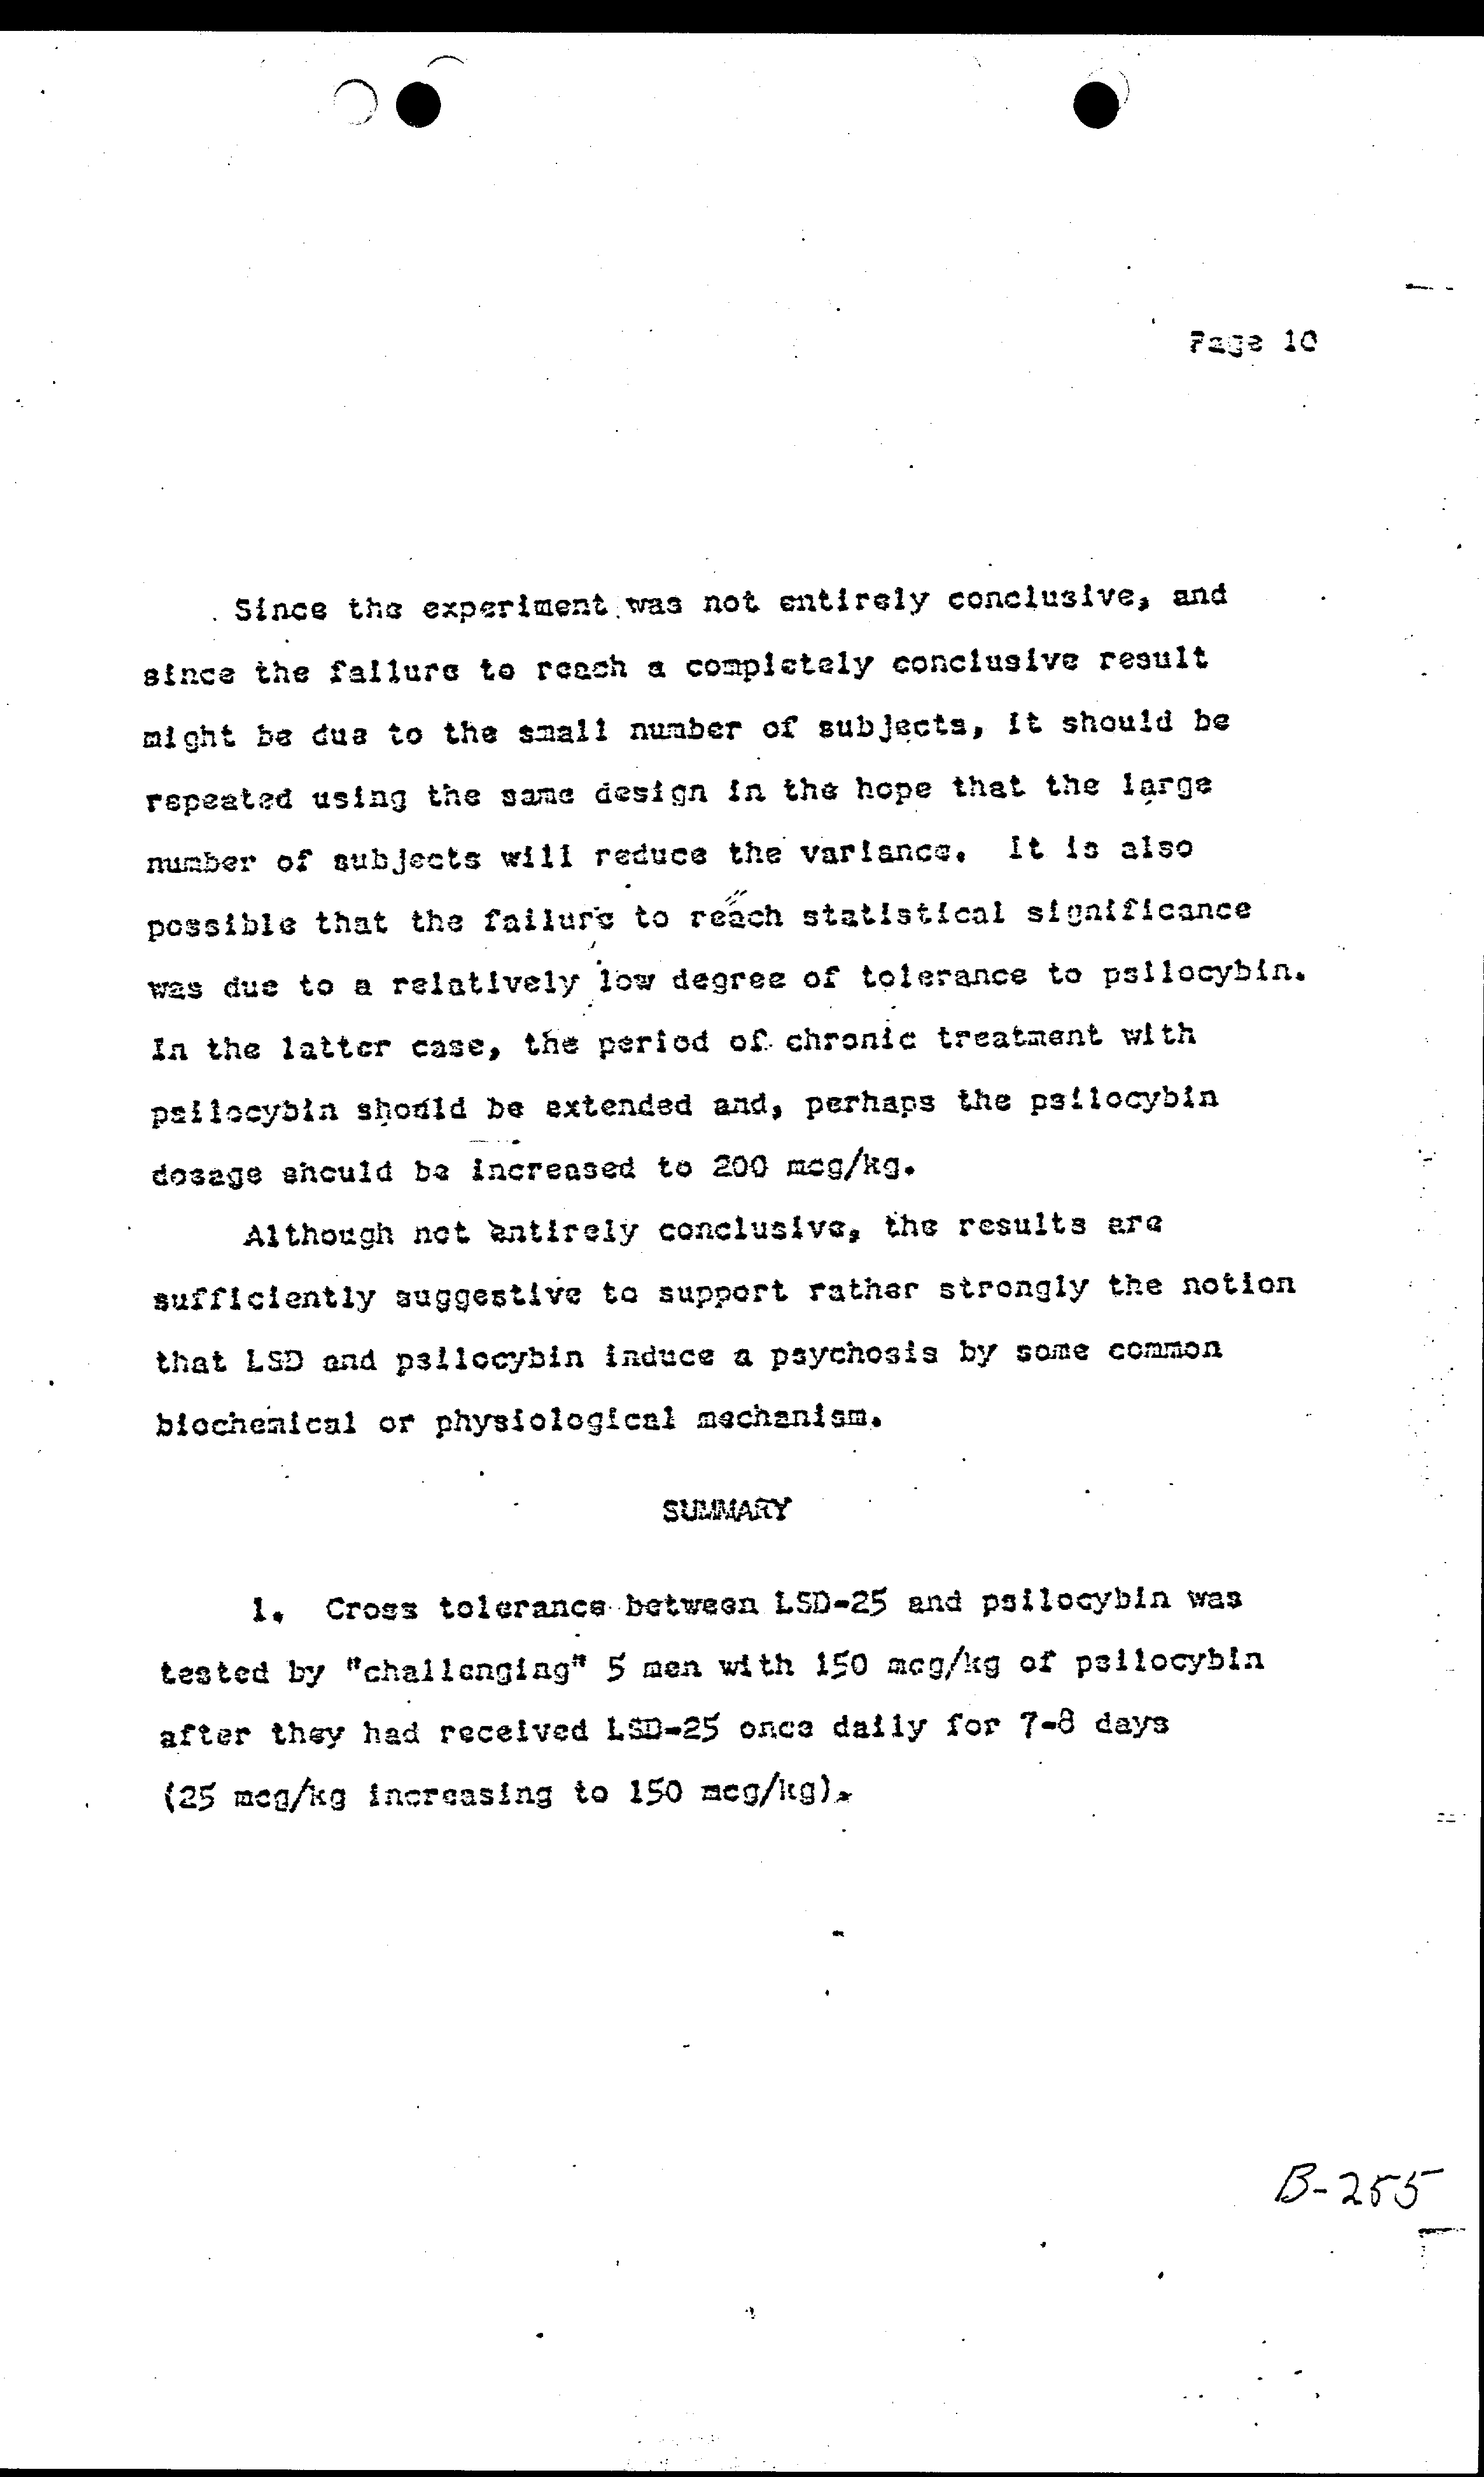 Page 10
Since the experiment was not entirely conclusive, and
since the failure to reach a completely conclusive result
might be due to the small number of subjects, it should be
repeated using the same design in the hope that the large
number of subjects will reduce the variance. It is also
possible that the failure to reach statistical significance
was due to a relatively low degree of tolerance to psilocybin.
In the latter case, the period of chronic treatment with
psilocybin should be extended and, perhaps the psilocybin
dosage should be increased to 200 mcg/kg.
Although not entirely conclusive, the results are
sufficiently suggestive to support rather strongly the notion
that LSD and psilocybin induce a psychosis by some common
biochemical or physiological mechanism.
SUMMARY
1. Cross tolerance between LSD-25 and psilocybin was
tested by "challenging" 5 men with 150 mcg/kg of psilocybin
after they had received LSD-25 once daily for 7-8 days
(25 mcg/kg increasing to 150 mcg/kg).
B-255